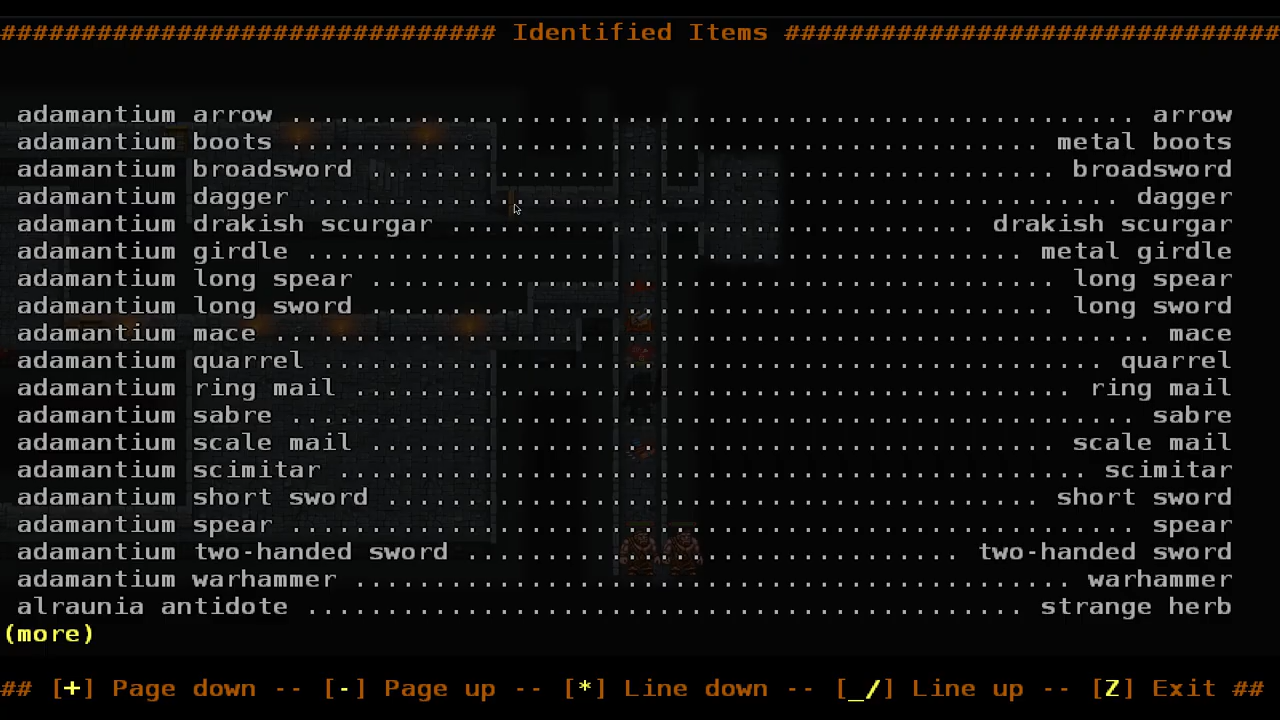 ############################### Identified Items ###############################
adamantium arrow ..................................................... arrow
adamantium boots ............................................... metal boots
adamantium broadsword ........................................... broadsword
adamantium dagger ................................................... dagger
adamantium drakish scurgar ................................. drakish scurgar
adamantium girdle .............................................. metal girdle
adamantium long spear ............................................ long spear
adamantium long sword ............................................ long sword
adamantium mace ....................................................... mace
adamantium quarrel ................................................. quarrel
adamantium ring mail ............................................. ring mail
adamantium sabre ..................................................... sabre
adamantium scale mail ........................................... scale mail
adamantium scimitar ............................................... scimitar
adamantium short sword ......................................... short sword
adamantium spear ..................................................... spear
adamantium two-handed sword ............................... two-handed sword
adamantium warhammer .............................................. warhammer
alraunia antidote ............................................. strange herb
(more)
## [+] Page down -- [-] Page up -- [*] Line down -- [_/] Line up -- [Z] Exit ##